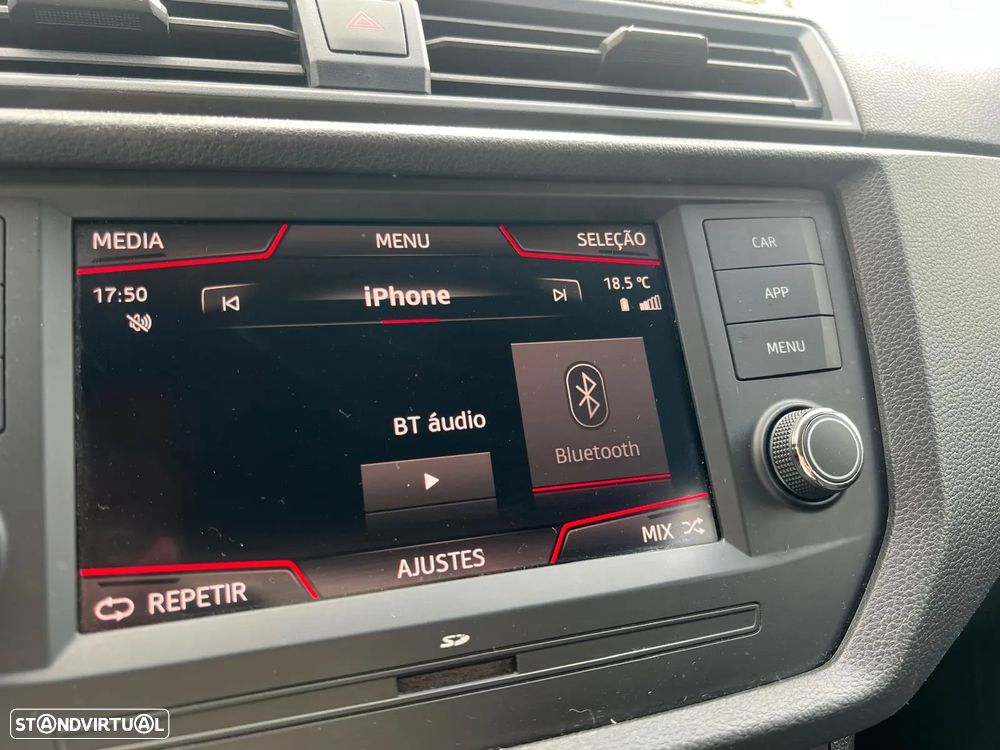 MEDIA
MENU
SELEÇÃO
17:50
iPhone
18.5 °C
BT áudio
Bluetooth
REPETIR
AJUSTES
MIX
CAR
APP
MENU
SD
STANDVIRTUAL